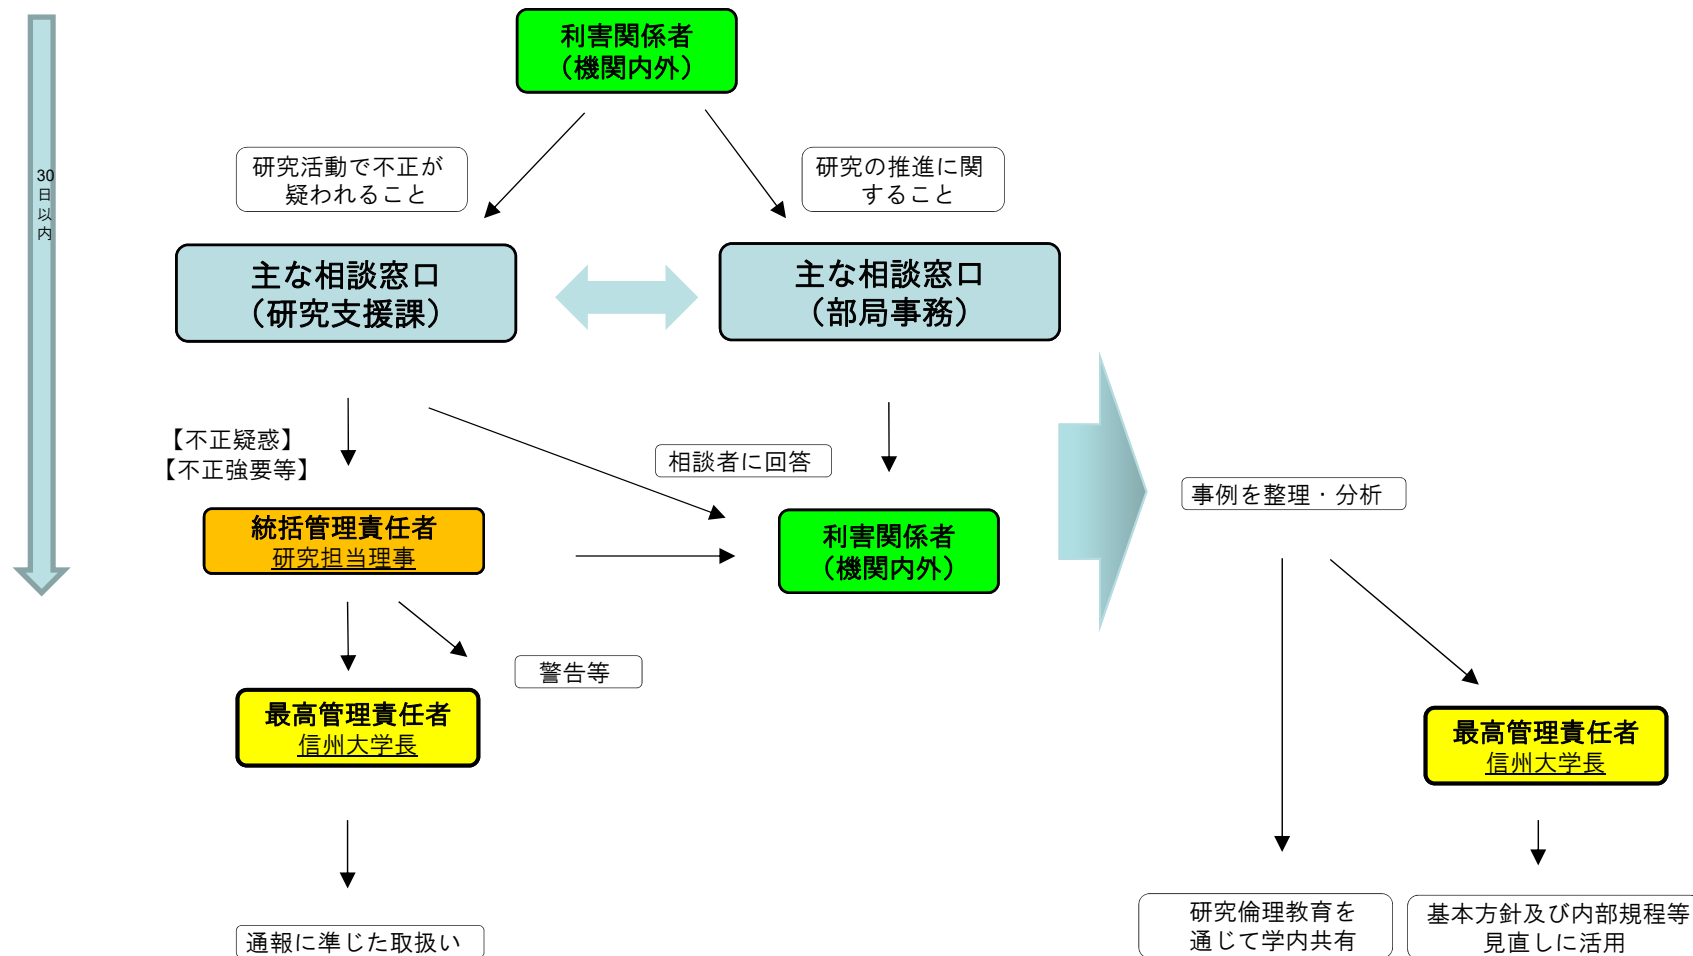 利害関係者
（機関内外）
30
日
以
内
研究活動で不正が
疑われること
研究の推進に関
すること
主な相談窓口
（研究支援課）
主な相談窓口
（部局事務）
【不正疑惑】
【不正強要等】
相談者に回答
事例を整理・分析
統括管理責任者
研究担当理事
利害関係者
（機関内外）
警告等
最高管理責任者
信州大学長
最高管理責任者
信州大学長
通報に準じた取扱い
研究倫理教育を
通じて学内共有
基本方針及び内部規程等
見直しに活用